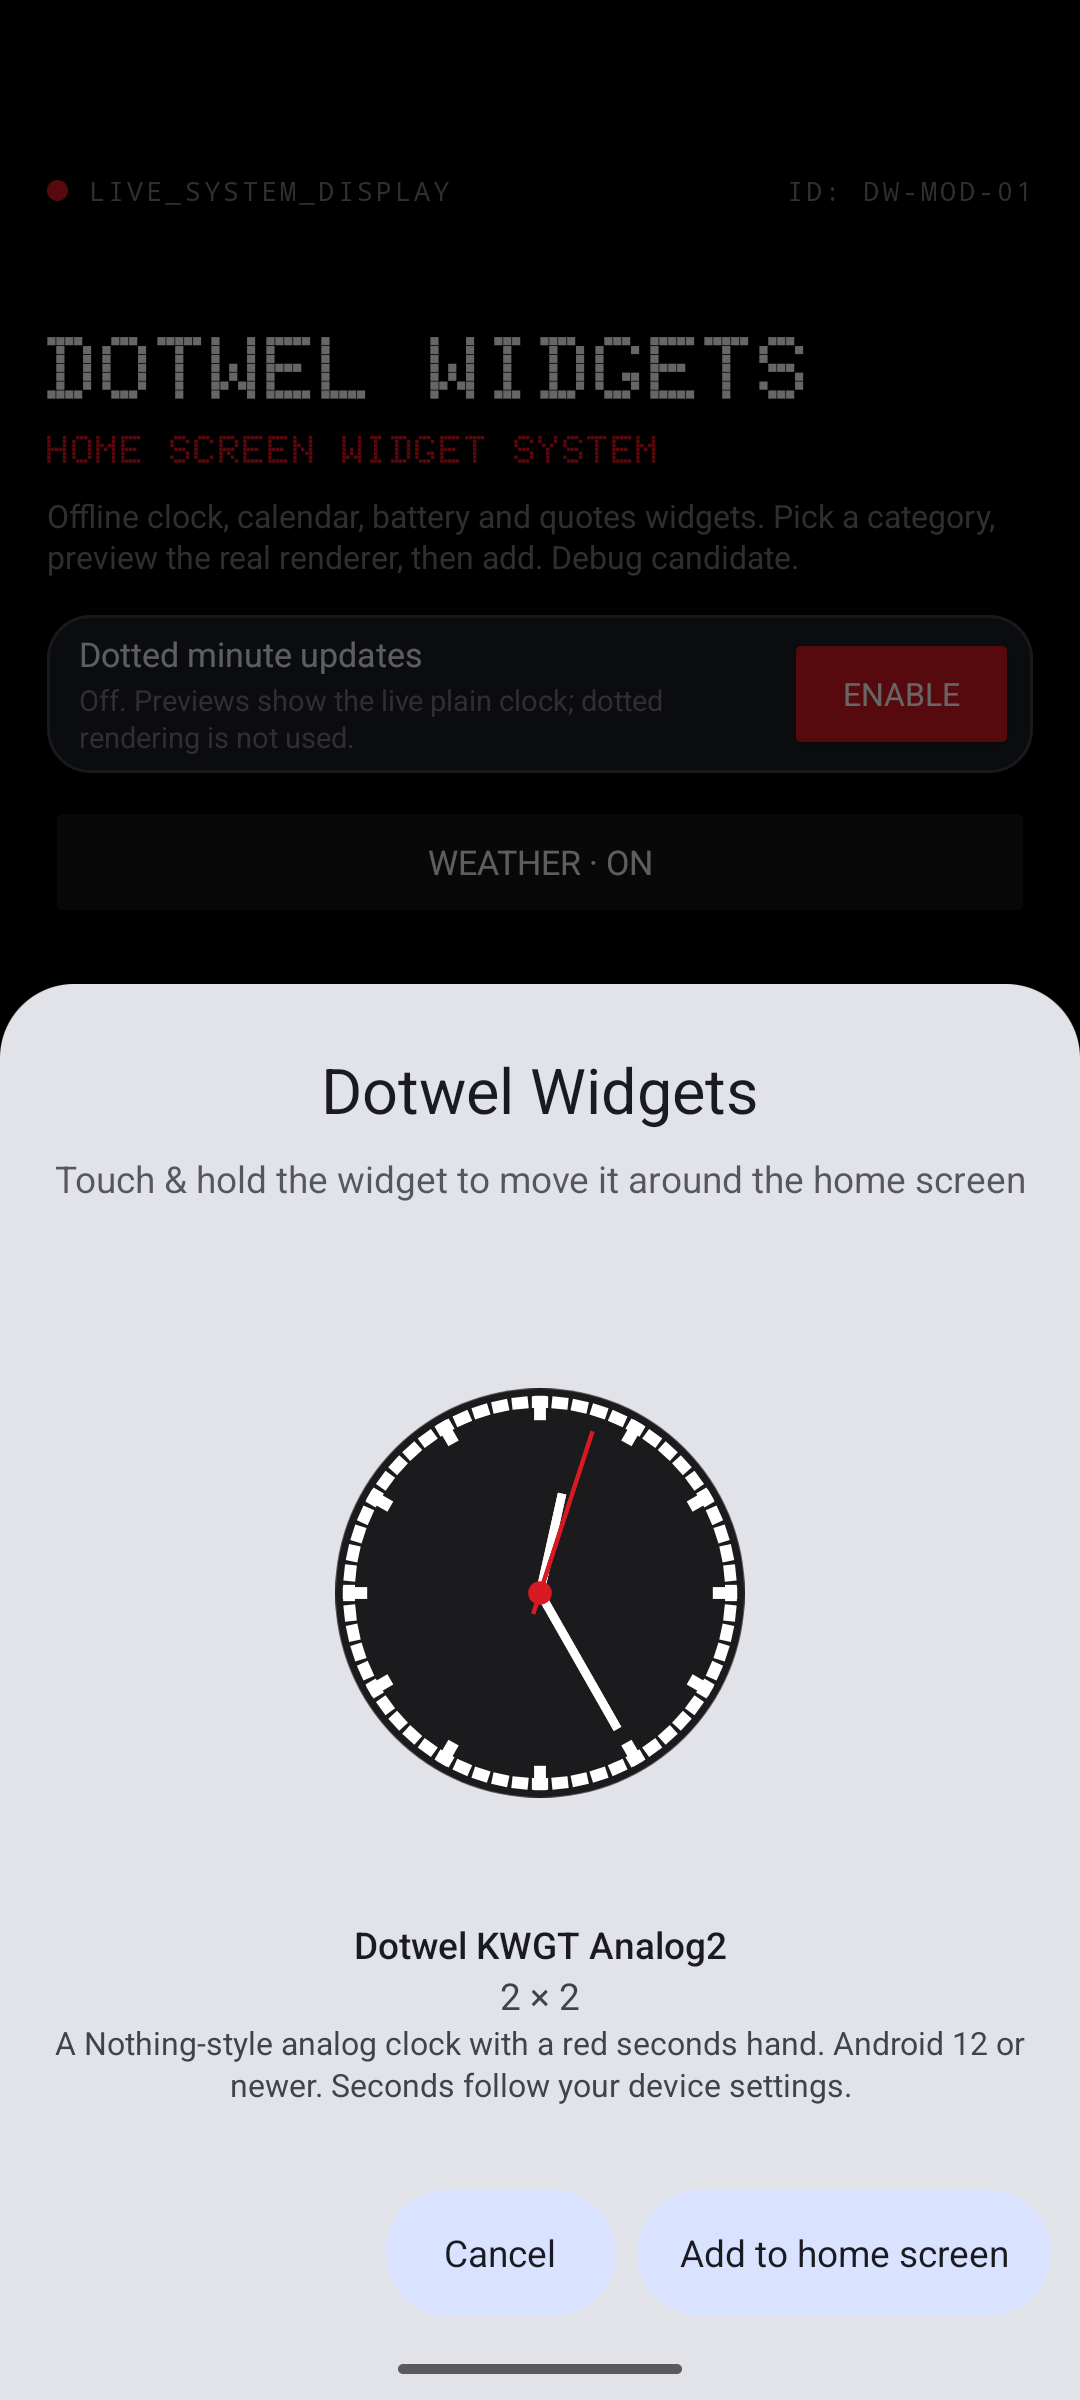 LIVE_SYSTEM_DISPLAY
ID: DW-MOD-01
DOTWEL WIDGETS
HOME SCREEN WIDGET SYSTEM
Offline clock, calendar, battery and quotes widgets. Pick a category,
preview the real renderer, then add. Debug candidate.
Dotted minute updates
Off. Previews show the live plain clock; dotted
rendering is not used.
ENABLE
WEATHER · ON
Dotwel Widgets
Touch & hold the widget to move it around the home screen
Dotwel KWGT Analog2
2 × 2
A Nothing-style analog clock with a red seconds hand. Android 12 or
newer. Seconds follow your device settings.
Cancel
Add to home screen